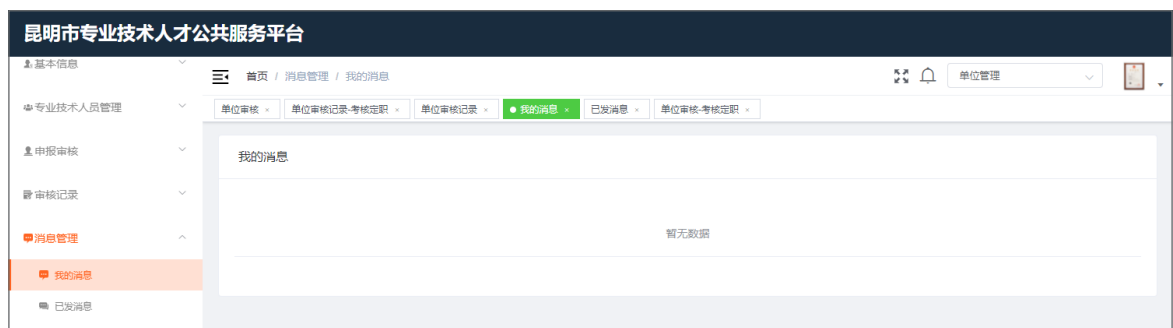 昆明市专业技术人才公共服务平台
基本信息
首页 / 消息管理 / 我的消息
单位管理
专业技术人员管理
单位审核 × 单位审核记录-考核定职 × 单位审核记录 × 我的消息 × 已发消息 × 单位审核-考核定职 ×
申报审核
我的消息
审核记录
暂无数据
消息管理
我的消息
已发消息